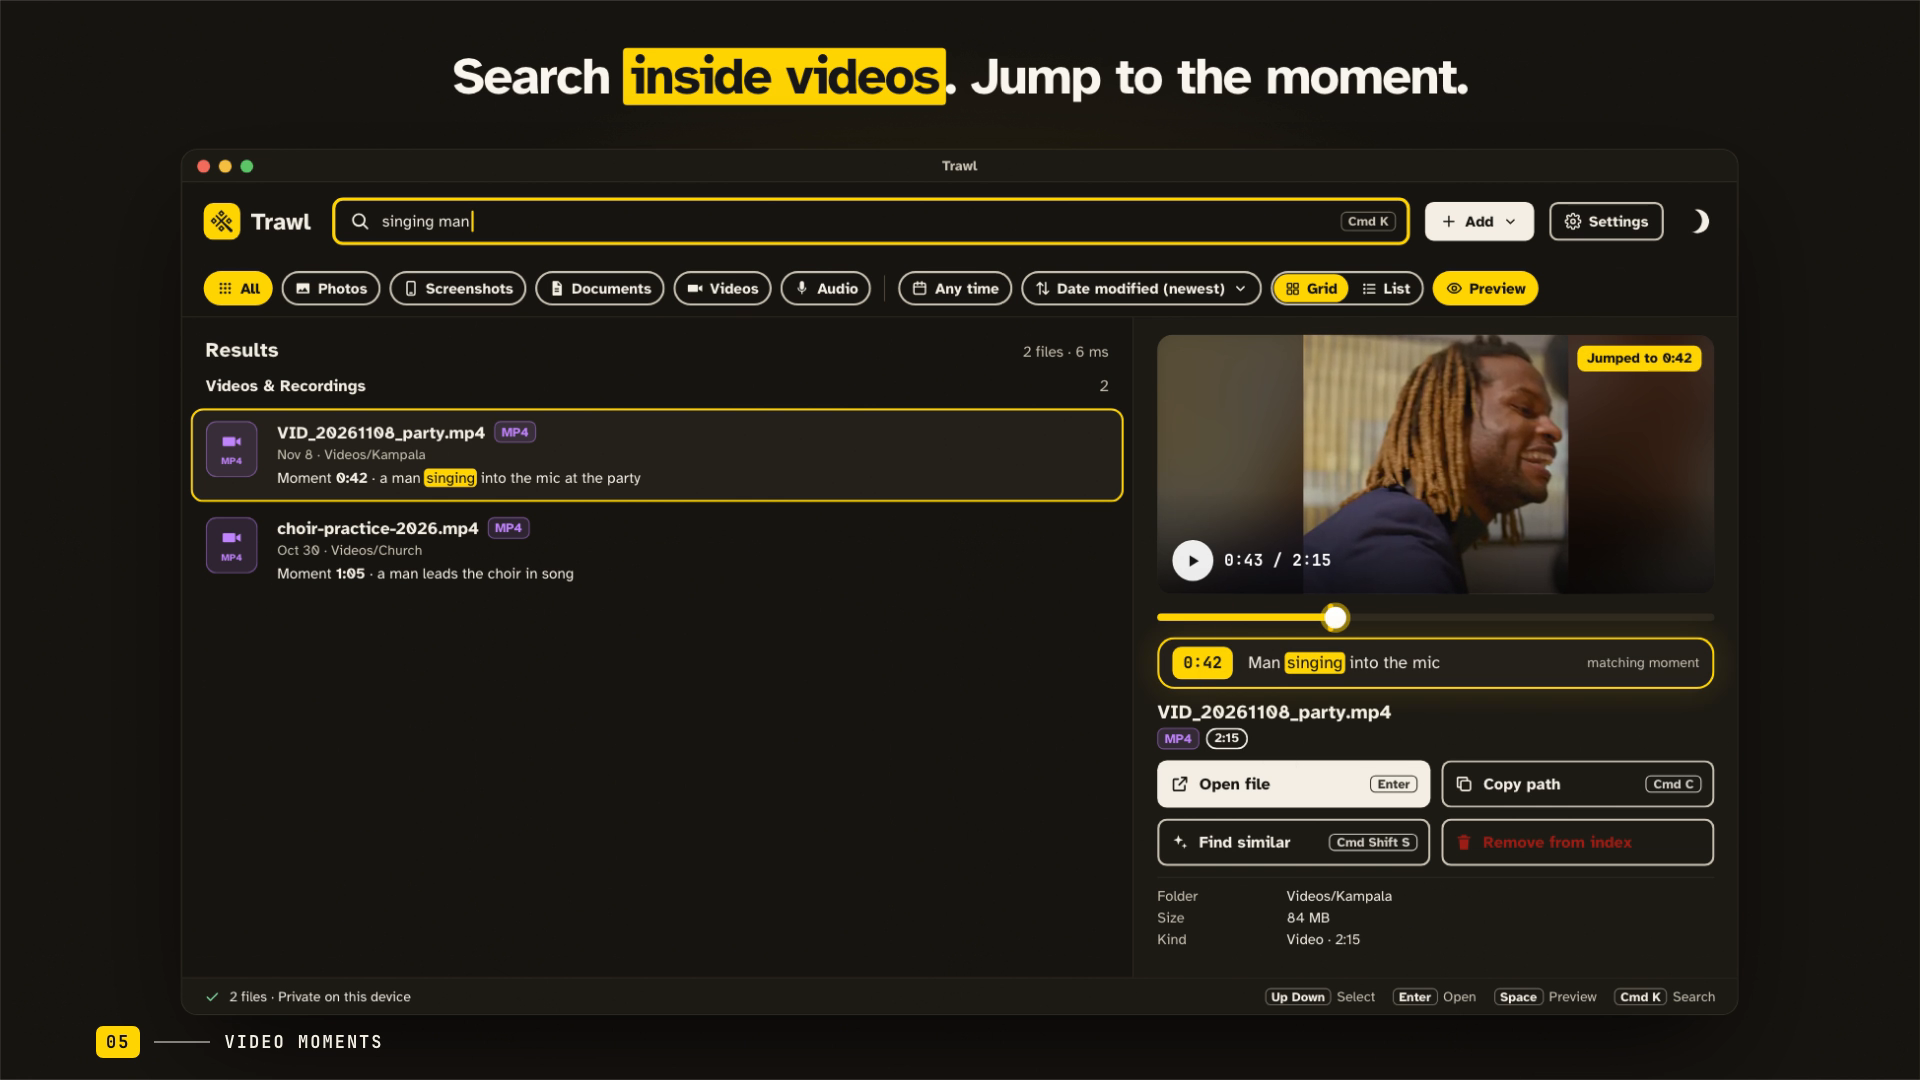 Search inside videos. Jump to the moment.
Trawl
Trawl
singing man
Cmd K
Add
Settings
All
Photos
Screenshots
Documents
Videos
Audio
Any time
Date modified (newest)
Grid
List
Preview
Results
2 files · 6 ms
Videos & Recordings
2
MP4
VID_20261108_party.mp4 MP4
Nov 8 · Videos/Kampala
Moment 0:42 · a man singing into the mic at the party
MP4
choir-practice-2026.mp4 MP4
Oct 30 · Videos/Church
Moment 1:05 · a man leads the choir in song
Jumped to 0:42
0:43 / 2:15
0:42 Man singing into the mic matching moment
VID_20261108_party.mp4
MP4 2:15
Open file Enter
Copy path Cmd C
Find similar Cmd Shift S
Remove from index
Folder Videos/Kampala
Size 84 MB
Kind Video · 2:15
2 files · Private on this device
Up Down Select Enter Open Space Preview Cmd K Search
05 VIDEO MOMENTS